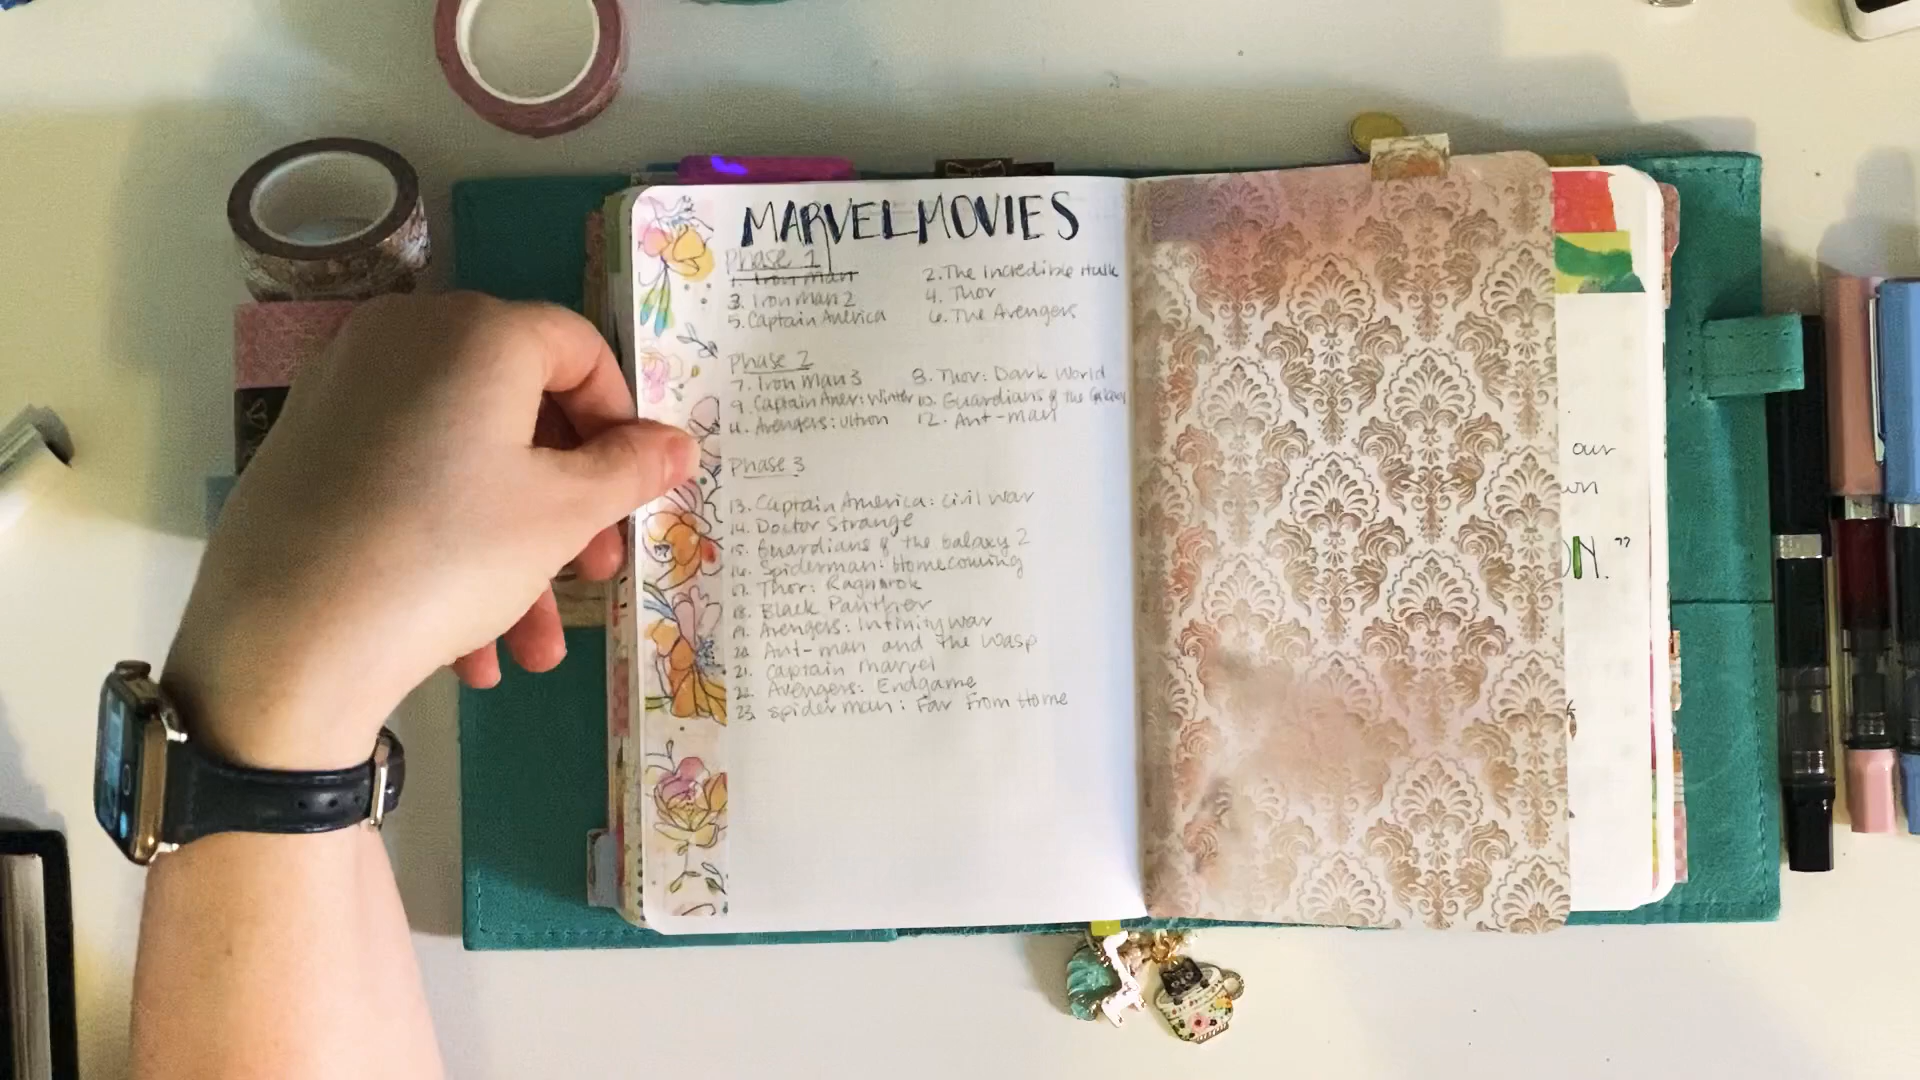 MARVEL MOVIES
Phase 1
1. Iron Man
2. The Incredible Hulk
3. Iron Man 2
4. Thor
5. Captain America
6. The Avengers
Phase 2
7. Iron Man 3
8. Thor: Dark World
9. Captain Amer: Winter
10. Guardians of the Galaxy
11. Avengers: Ultron
12. Ant-man
Phase 3
13. Captain America: Civil War
14. Doctor Strange
15. Guardians of the Galaxy 2
16. Spiderman: Homecoming
17. Thor: Ragnarok
18. Black Panther
19. Avengers: Infinity War
20. Ant-man and the Wasp
21. Captain Marvel
22. Avengers: Endgame
23. Spiderman: Far From Home
our